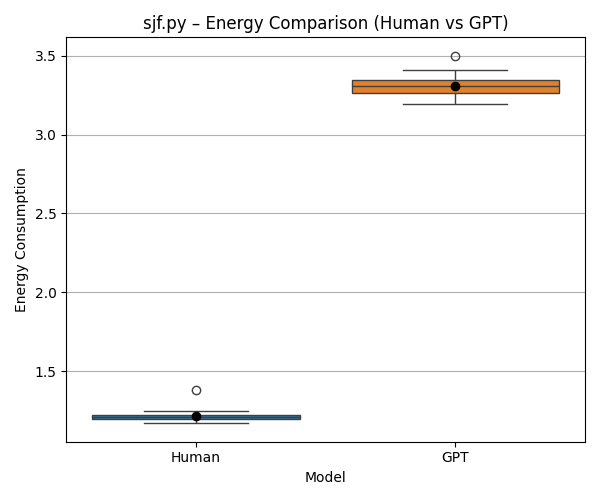 sjf.py – Energy Comparison (Human vs GPT)
3.5
3.0
2.5
2.0
1.5
Energy Consumption
Human GPT
Model